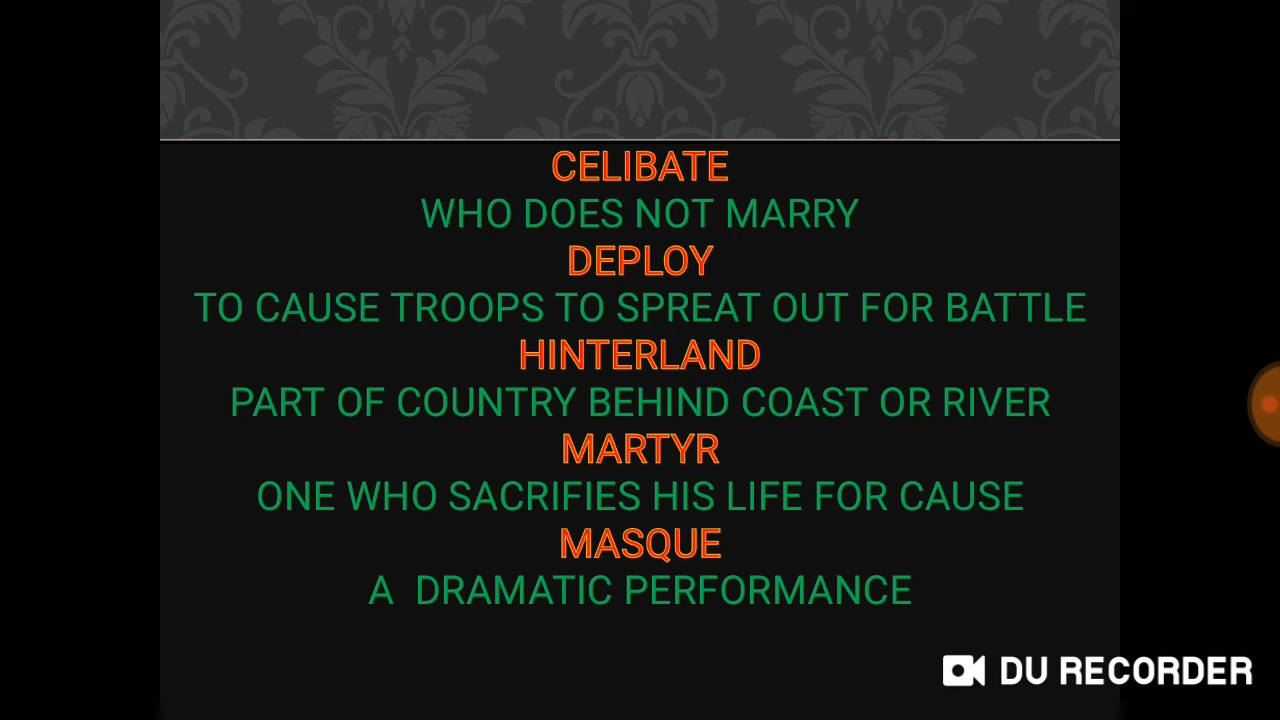 CELIBATE
WHO DOES NOT MARRY
DEPLOY
TO CAUSE TROOPS TO SPREAT OUT FOR BATTLE
HINTERLAND
PART OF COUNTRY BEHIND COAST OR RIVER
MARTYR
ONE WHO SACRIFIES HIS LIFE FOR CAUSE
MASQUE
A DRAMATIC PERFORMANCE
DU RECORDER